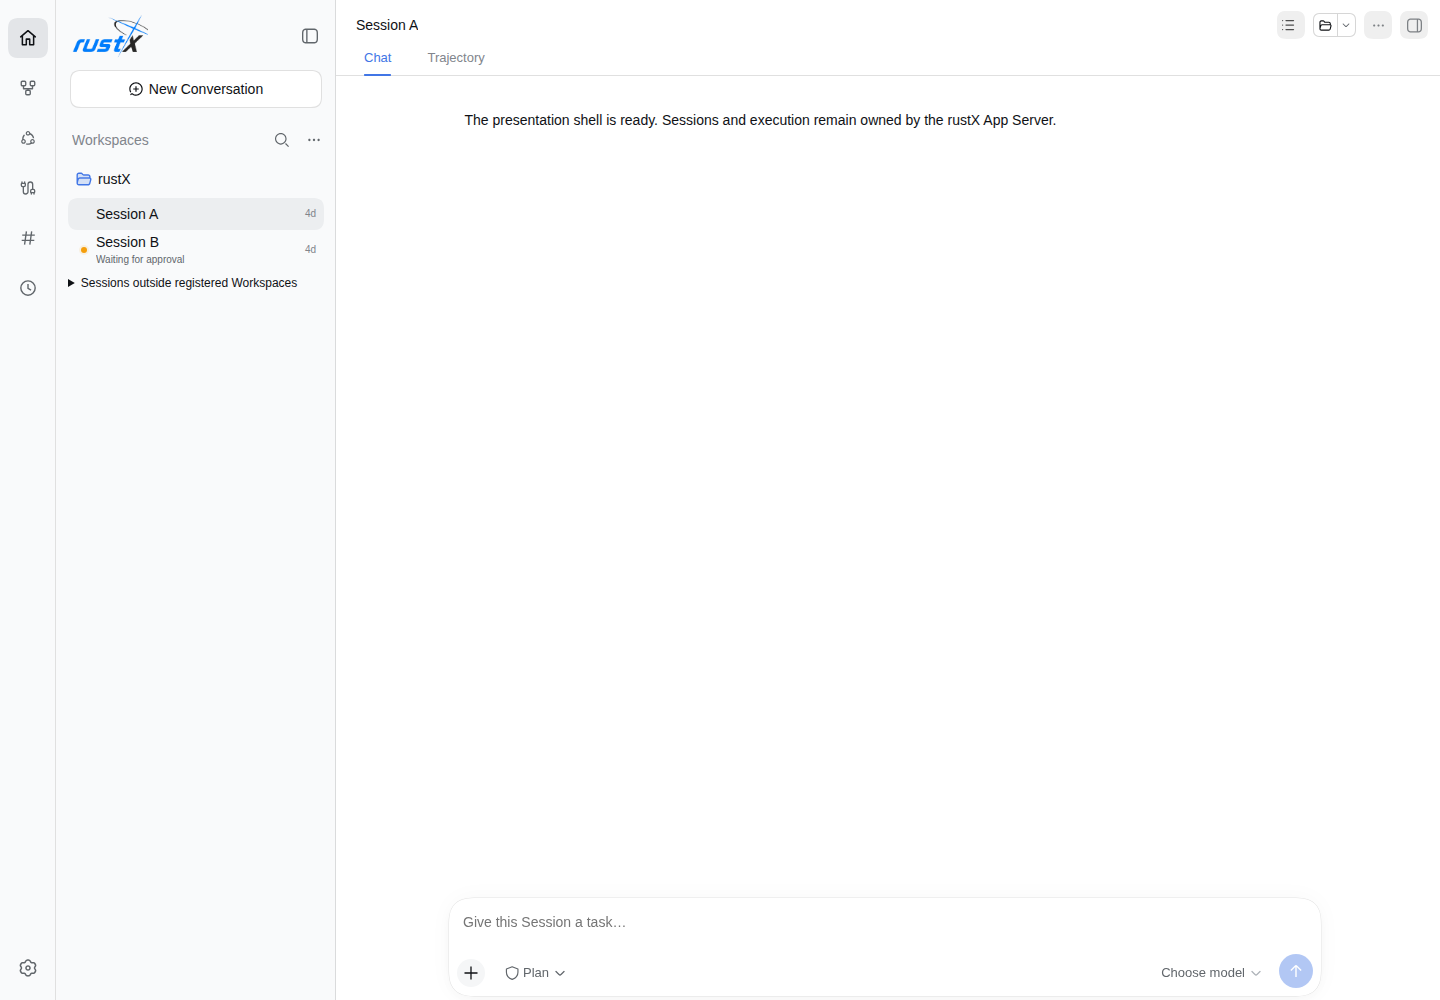 rustX
New Conversation
Workspaces
rustX
Session A 4d
Session B 4d
Waiting for approval
Sessions outside registered Workspaces
Session A
Chat Trajectory
The presentation shell is ready. Sessions and execution remain owned by the rustX App Server.
Give this Session a task…
Plan
Choose model